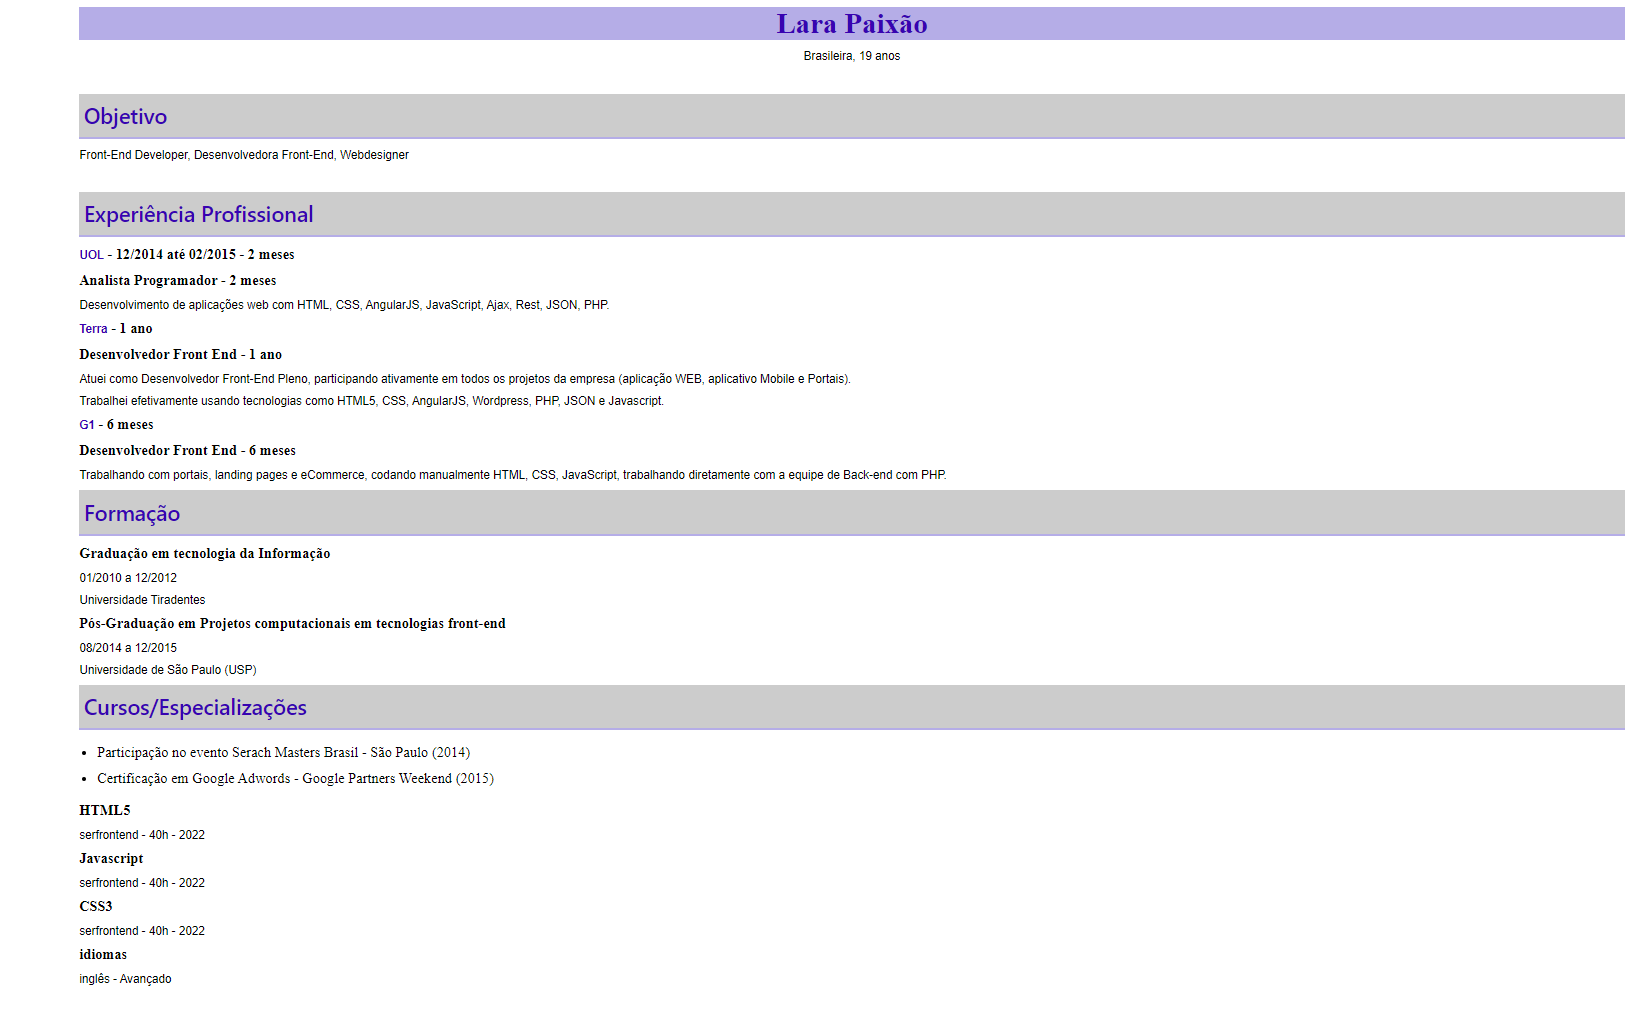 Lara Paixão
Brasileira, 19 anos
Objetivo
Front-End Developer, Desenvolvedora Front-End, Webdesigner
Experiência Profissional
UOL - 12/2014 até 02/2015 - 2 meses
Analista Programador - 2 meses
Desenvolvimento de aplicações web com HTML, CSS, AngularJS, JavaScript, Ajax, Rest, JSON, PHP.
Terra - 1 ano
Desenvolvedor Front End - 1 ano
Atuei como Desenvolvedor Front-End Pleno, participando ativamente em todos os projetos da empresa (aplicação WEB, aplicativo Mobile e Portais).
Trabalhei efetivamente usando tecnologias como HTML5, CSS, AngularJS, Wordpress, PHP, JSON e Javascript.
G1 - 6 meses
Desenvolvedor Front End - 6 meses
Trabalhando com portais, landing pages e eCommerce, codando manualmente HTML, CSS, JavaScript, trabalhando diretamente com a equipe de Back-end com PHP.
Formação
Graduação em tecnologia da Informação
01/2010 a 12/2012
Universidade Tiradentes
Pós-Graduação em Projetos computacionais em tecnologias front-end
08/2014 a 12/2015
Universidade de São Paulo (USP)
Cursos/Especializações
• Participação no evento Serach Masters Brasil - São Paulo (2014)
• Certificação em Google Adwords - Google Partners Weekend (2015)
HTML5
serfrontend - 40h - 2022
Javascript
serfrontend - 40h - 2022
CSS3
serfrontend - 40h - 2022
idiomas
inglês - Avançado